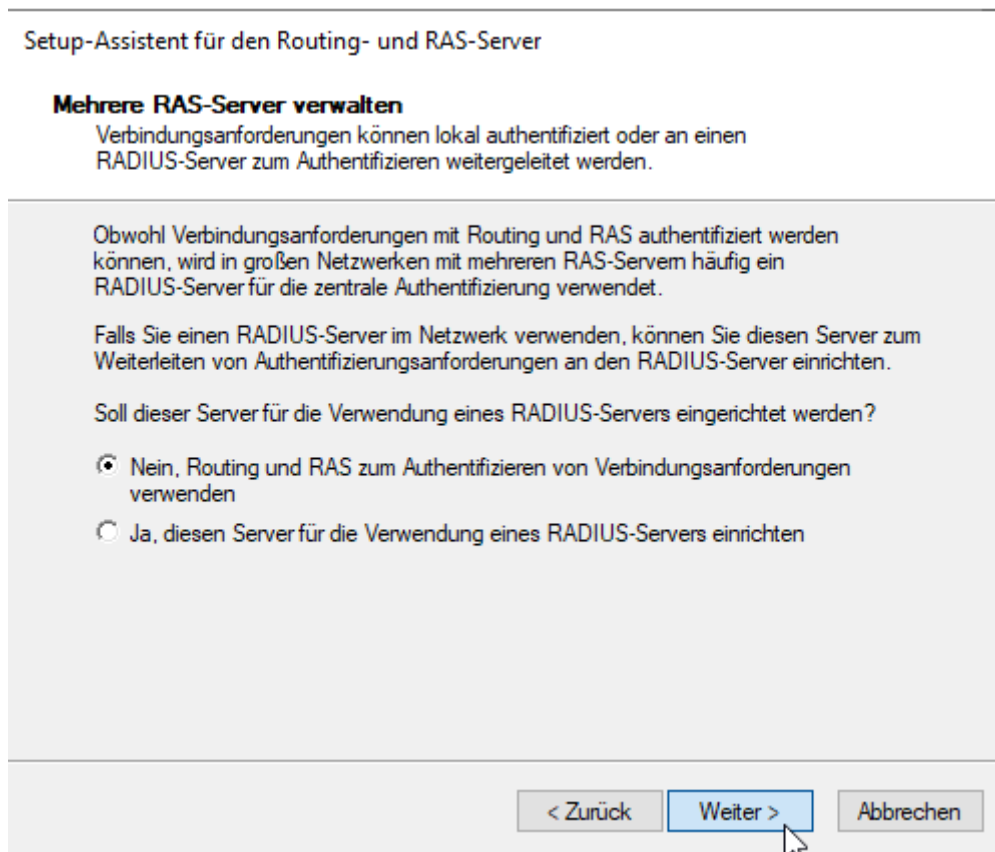 Setup-Assistent für den Routing- und RAS-Server
Mehrere RAS-Server verwalten
Verbindungsanforderungen können lokal authentifiziert oder an einen
RADIUS-Server zum Authentifizieren weitergeleitet werden.
Obwohl Verbindungsanforderungen mit Routing und RAS authentifiziert werden
können, wird in großen Netzwerken mit mehreren RAS-Servern häufig ein
RADIUS-Server für die zentrale Authentifizierung verwendet.
Falls Sie einen RADIUS-Server im Netzwerk verwenden, können Sie diesen Server zum
Weiterleiten von Authentifizierungsanforderungen an den RADIUS-Server einrichten.
Soll dieser Server für die Verwendung eines RADIUS-Servers eingerichtet werden?
Nein, Routing und RAS zum Authentifizieren von Verbindungsanforderungen
verwenden
Ja, diesen Server für die Verwendung eines RADIUS-Servers einrichten
< Zurück Weiter > Abbrechen